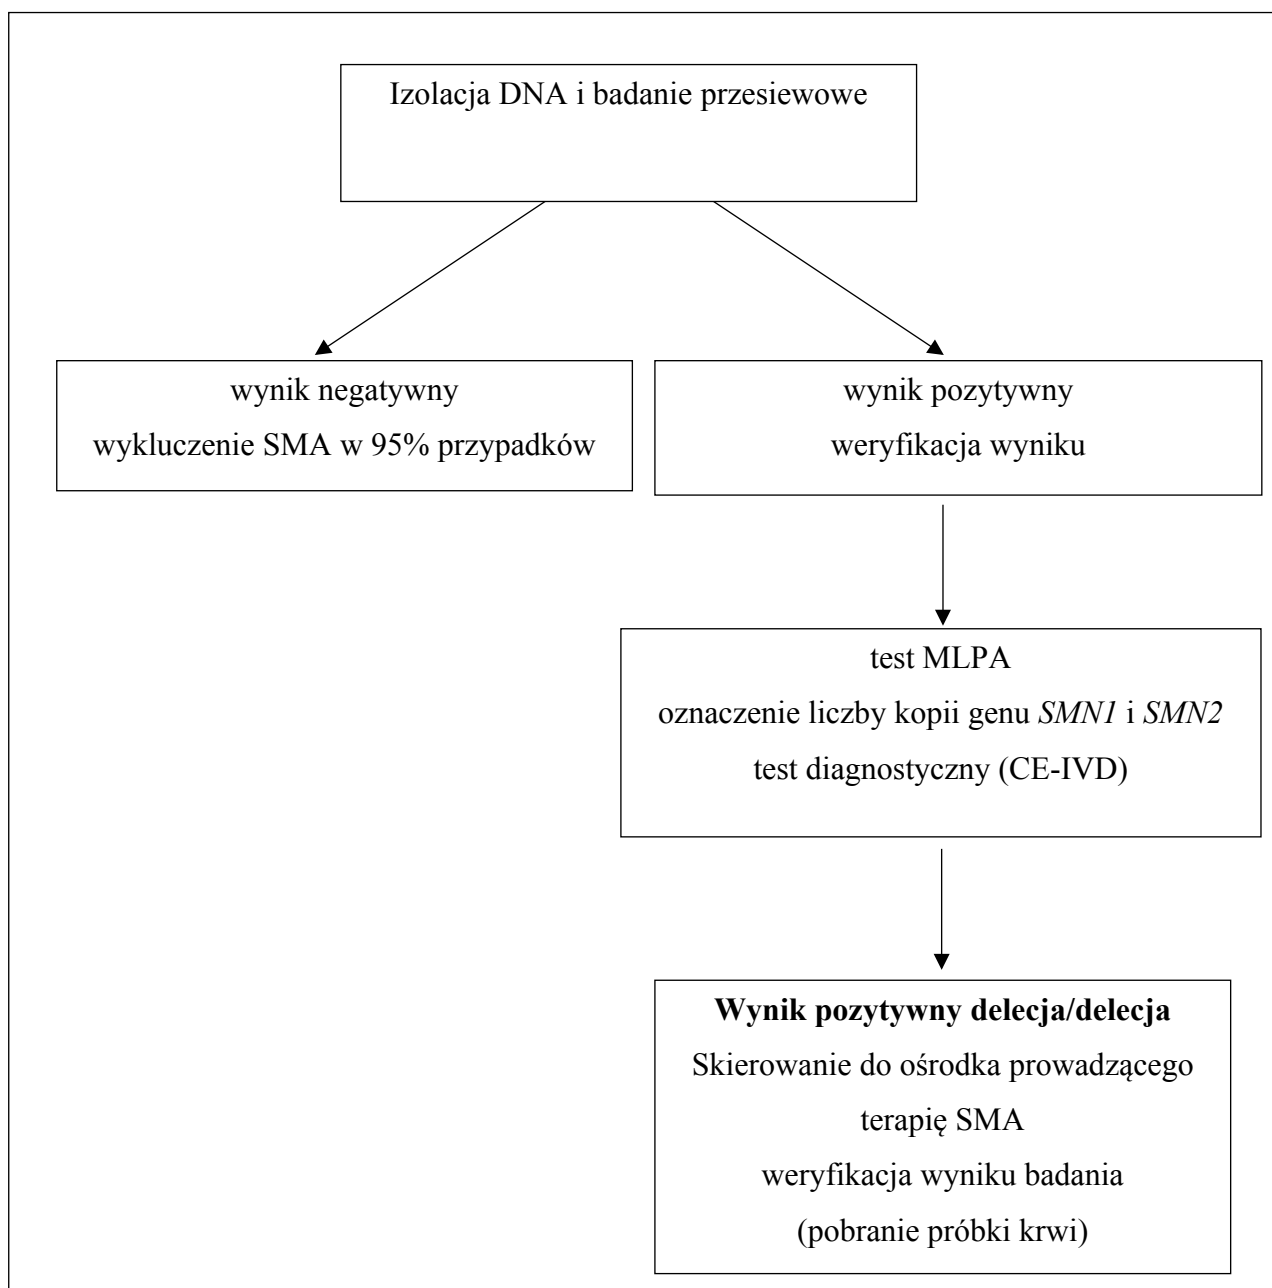 Izolacja DNA i badanie przesiewowe
wynik negatywny
wykluczenie SMA w 95% przypadków
wynik pozytywny
weryfikacja wyniku
test MLPA
oznaczenie liczby kopii genu SMN1 i SMN2
test diagnostyczny (CE-IVD)
Wynik pozytywny delecja/delecja
Skierowanie do ośrodka prowadzącego
terapię SMA
weryfikacja wyniku badania
(pobranie próbki krwi)